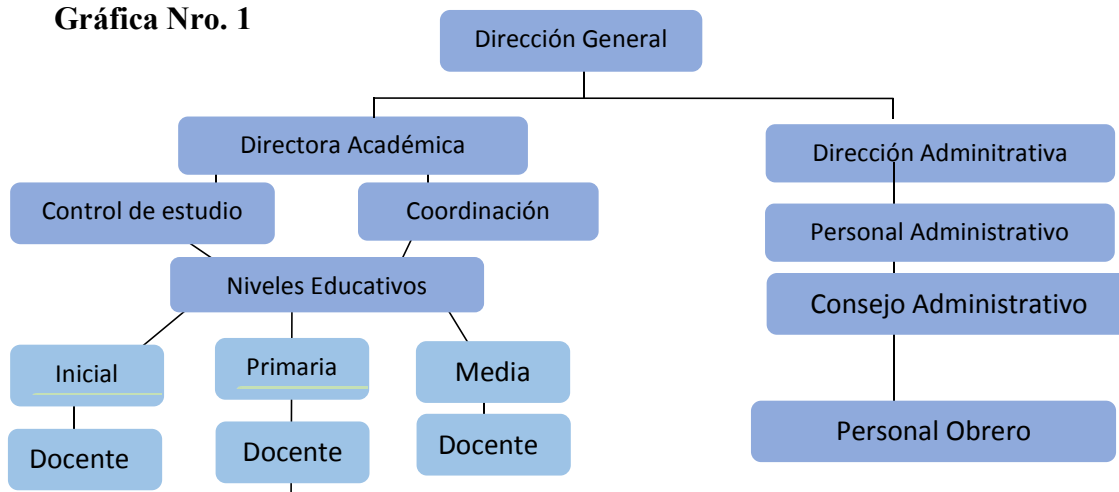 Gráfica Nro. 1
Dirección General
Directora Académica
Dirección Adminitrativa
Control de estudio
Coordinación
Personal Administrativo
Niveles Educativos
Consejo Administrativo
Inicial
Primaria
Media
Docente
Docente
Docente
Personal Obrero